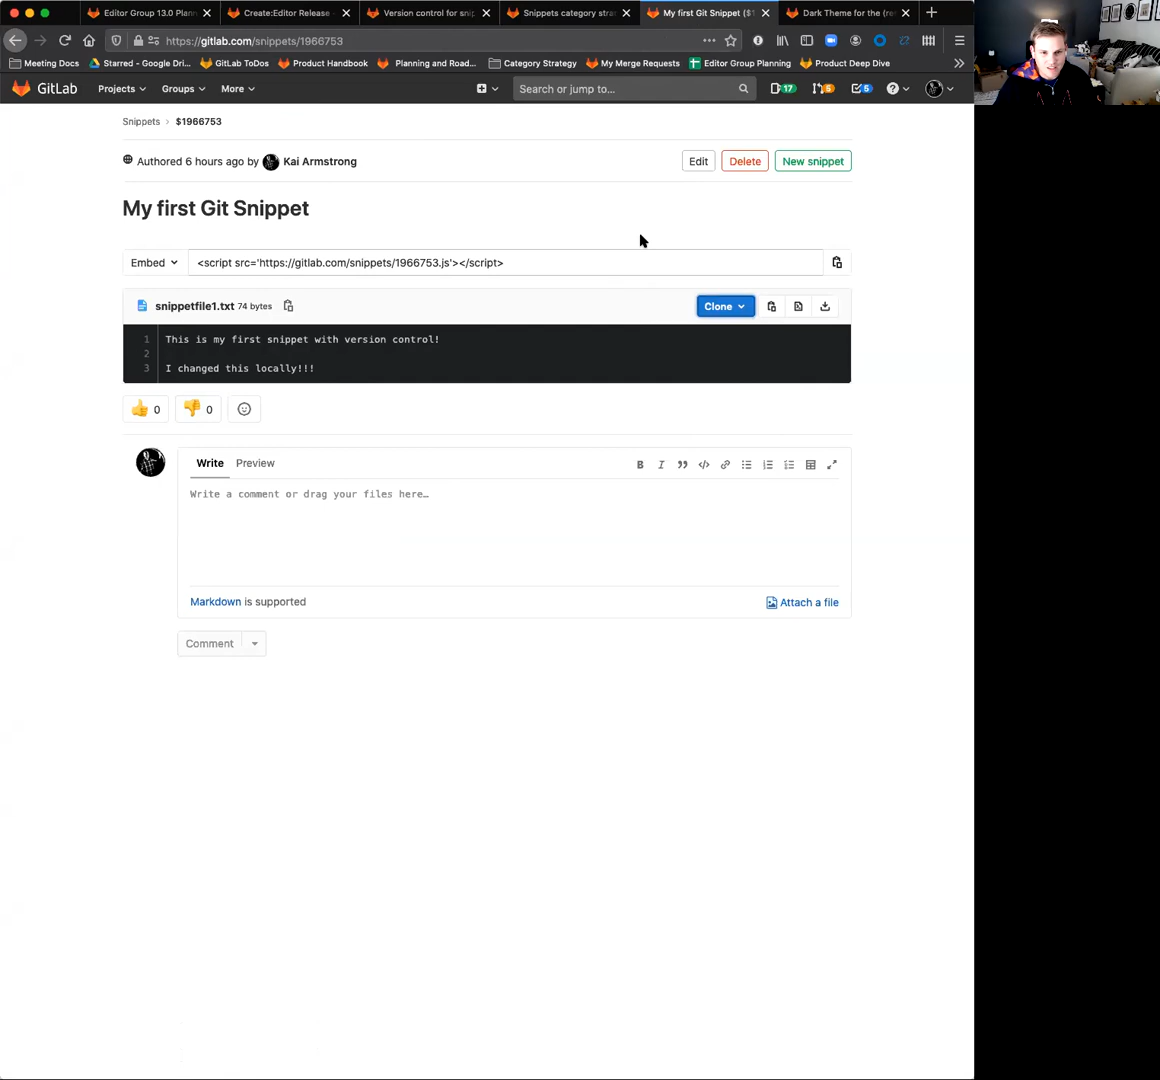 Editor Group 13.0 Plann
Create:Editor Release
Version control for snip
Snippets category strat
My first Git Snippet ($1
Dark Theme for the (re
https://gitlab.com/snippets/1966753
Meeting Docs
Starred - Google Dri...
GitLab ToDos
Product Handbook
Planning and Road...
Category Strategy
My Merge Requests
Editor Group Planning
Product Deep Dive
GitLab
Projects
Groups
More
Search or jump to...
17
5
5
Snippets > $1966753
Authored 6 hours ago by Kai Armstrong
Edit
Delete
New snippet
My first Git Snippet
Embed
<script src='https://gitlab.com/snippets/1966753.js'></script>
snippetfile1.txt 74 bytes
Clone
1 This is my first snippet with version control!
2
3 I changed this locally!!!
0
0
Write
Preview
Write a comment or drag your files here…
Markdown is supported
Attach a file
Comment